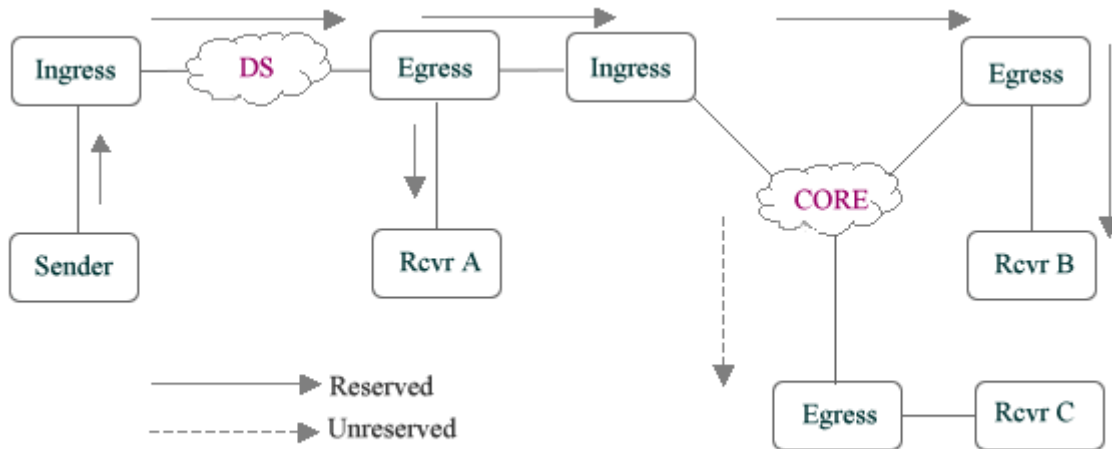 Ingress
DS
Egress
Ingress
Egress
CORE
Sender
Rcvr A
Rcvr B
Reserved
Unreserved
Egress
Rcvr C